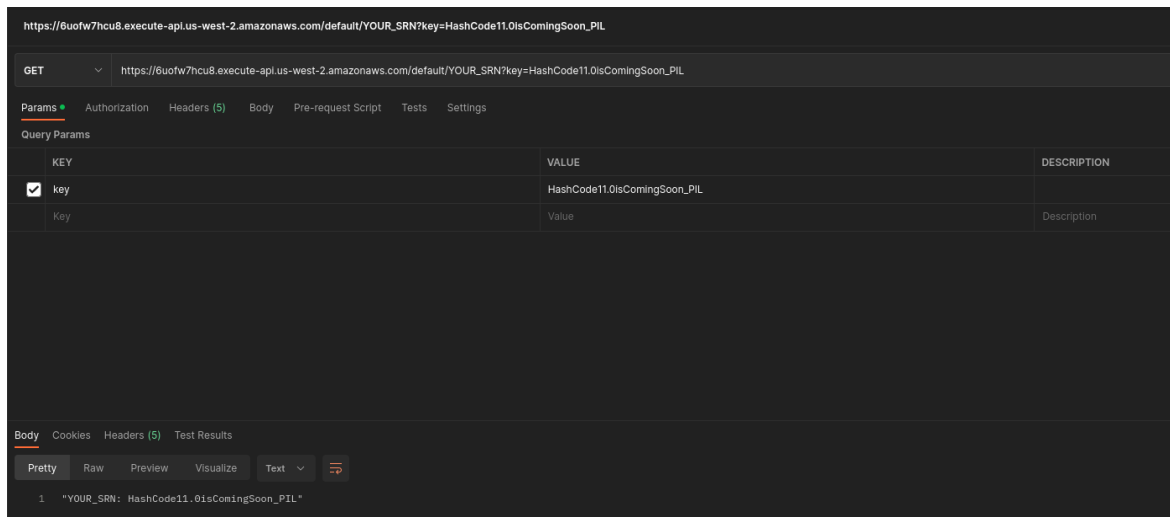 https://6uofw7hcu8.execute-api.us-west-2.amazonaws.com/default/YOUR_SRN?key=HashCode11.0isComingSoon_PIL
GET https://6uofw7hcu8.execute-api.us-west-2.amazonaws.com/default/YOUR_SRN?key=HashCode11.0isComingSoon_PIL
Params Authorization Headers (5) Body Pre-request Script Tests Settings
Query Params
KEY VALUE DESCRIPTION
key HashCode11.0isComingSoon_PIL
Key Value Description
Body Cookies Headers (5) Test Results
Pretty Raw Preview Visualize Text
1 "YOUR_SRN: HashCode11.0isComingSoon_PIL"